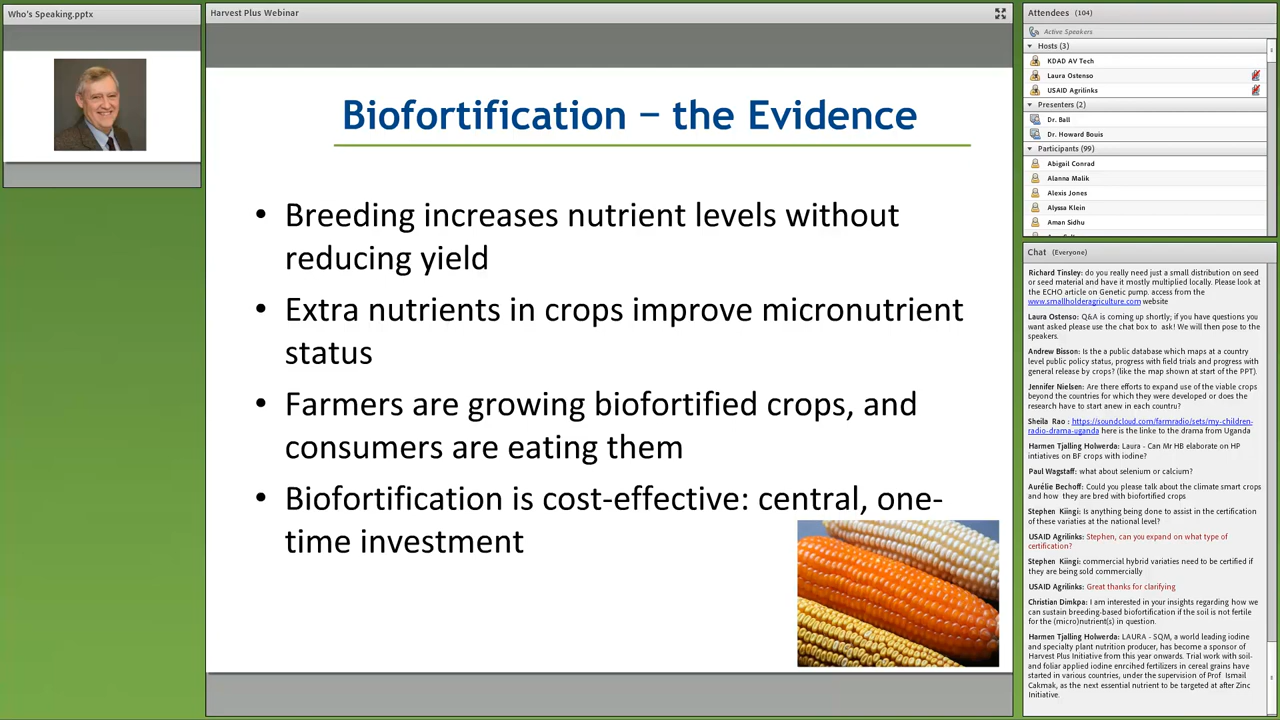 Who's Speaking.pptx
Harvest Plus Webinar
Biofortification – the Evidence
• Breeding increases nutrient levels without
reducing yield
• Extra nutrients in crops improve micronutrient
status
• Farmers are growing biofortified crops, and
consumers are eating them
• Biofortification is cost-effective: central, one-
time investment
Attendees (104)
Active Speakers
Hosts (3)
KDAD AV Tech
Laura Ostenso
USAID Agrilinks
Presenters (2)
Dr. Ball
Dr. Howard Bouis
Participants (99)
Abigail Conrad
Alanna Malik
Alexis Jones
Alyssa Klein
Aman Sidhu
Chat (Everyone)
Richard Tinsley: do you really need just a small distribution on seed
or seed material and have it mostly multiplied locally. Please look at
the ECHO article on Genetic pump. access from the
www.smallholderagriculture.com website
Laura Ostenso: Q&A is coming up shortly; if you have questions you
want asked please use the chat box to ask! We will then pose to the
speakers.
Andrew Bisson: Is the a public database which maps at a country
level public policy status, progress with field trials and progress with
general release by crops? (like the map shown at start of the PPT).
Jennifer Nielsen: Are there efforts to expand use of the viable crops
beyond the countries for which they were developed or does the
research have to start anew in each countru?
Sheila Rao : https://soundcloud.com/farmradio/sets/my-children-
radio-drama-uganda here is the linke to the drama from Uganda
Harmen Tjalling Holwerda: Laura - Can Mr HB elaborate on HP
intiatives on BF crops with iodine?
Paul Wagstaff: what about selenium or calcium?
Aurélie Bechoff: Could you please talk about the climate smart crops
and how they are bred with biofortified crops
Stephen Kiingi: Is anything being done to assist in the certification
of these variaties at the national level?
USAID Agrilinks: Stephen, can you expand on what type of
certification?
Stephen Kiingi: commercial hybrid variaties need to be certified if
they are being sold commercially
USAID Agrilinks: Great thanks for clarifying
Christian Dimkpa: I am interested in your insights regarding how we
can sustain breeding-based biofortification if the soil is not fertile
for the (micro)nutrient(s) in question.
Harmen Tjalling Holwerda: LAURA - SQM, a world leading iodine
and specialty plant nutrition producer, has become a sponsor of
Harvest Plus Initiative from this year onwards. Trial work with soil-
and foliar applied iodine enrcihed fertilizers in cereal grains have
started in various countries, under the supervision of Prof Ismail
Cakmak, as the next essential nutrient to be targeted at after Zinc
Initiative.